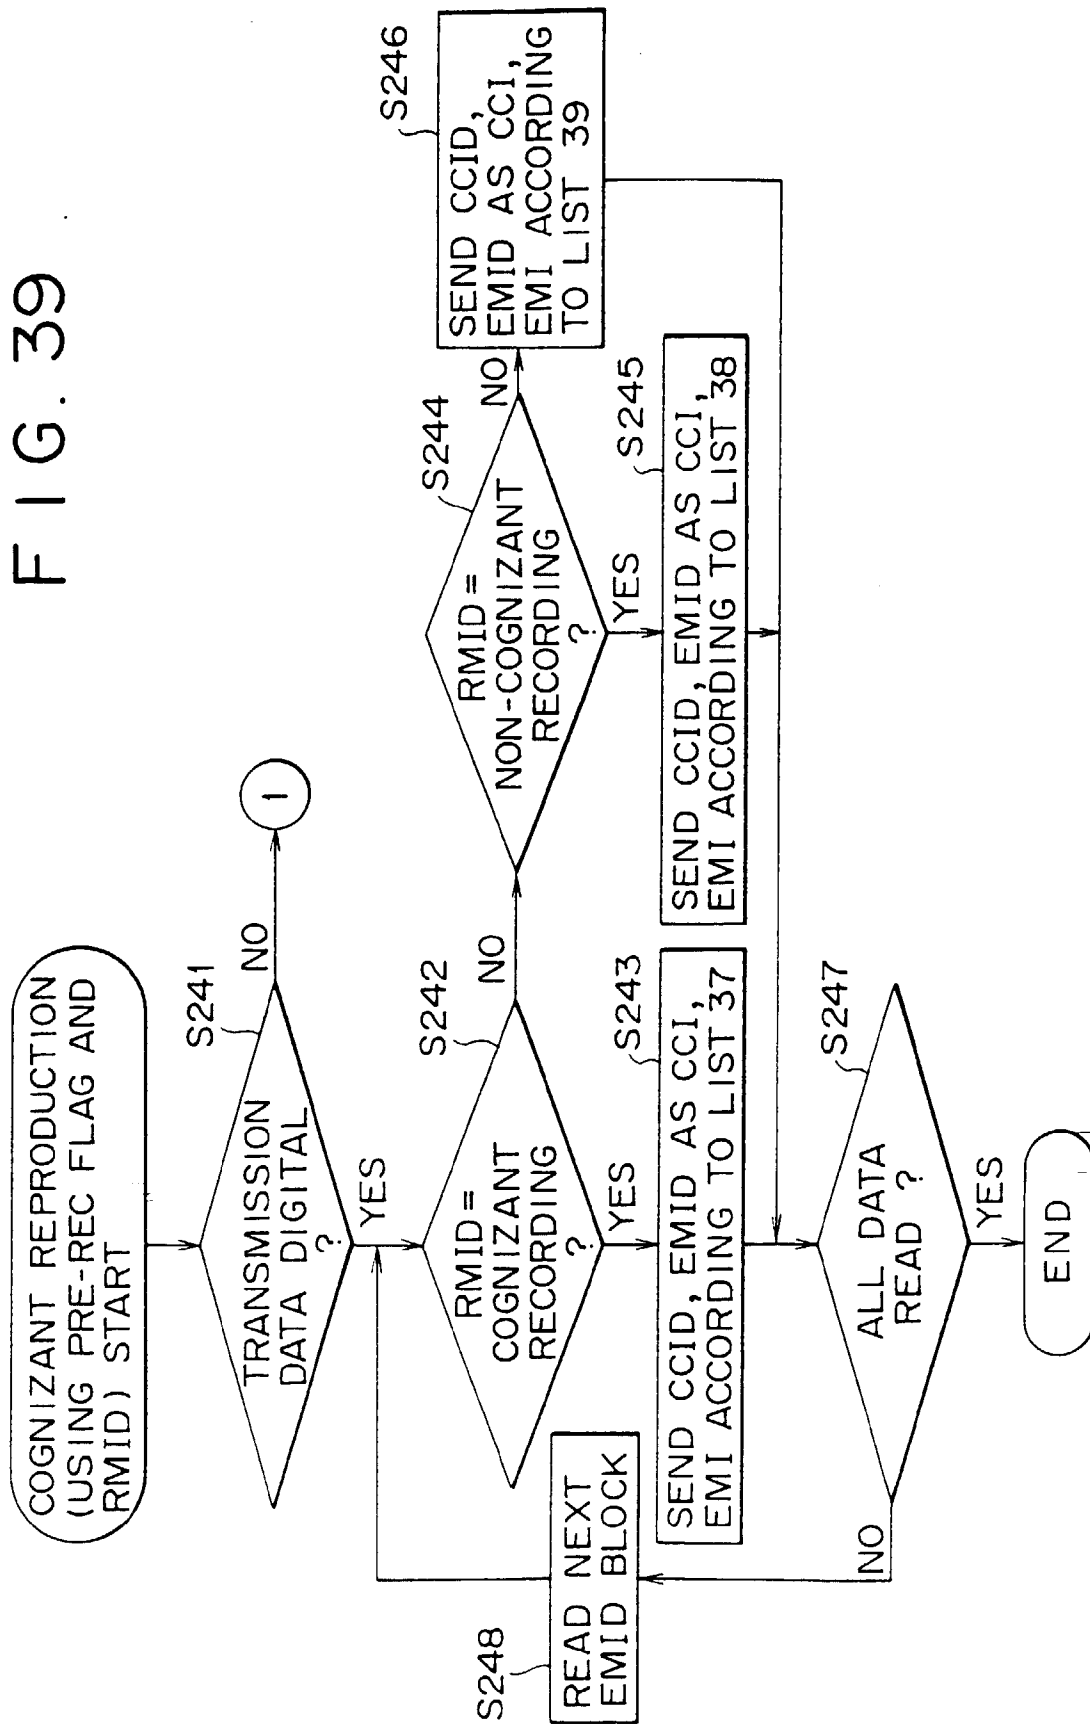 FIG. 39
COGNIZANT REPRODUCTION
(USING PRE-REC FLAG AND
RMID) START
S241
TRANSMISSION
DATA DIGITAL
?
NO
1
YES
S242
RMID=
COGNIZANT
RECORDING
?
NO
YES
S244
RMID=
NON-COGNIZANT
RECORDING
?
NO
YES
S246
SEND CCID,
EMID AS CCI,
EMI ACCORDING
TO LIST 39
S243
SEND CCID, EMID AS CCI,
EMI ACCORDING TO LIST 37
S245
SEND CCID, EMID AS CCI,
EMI ACCORDING TO LIST 38
S248
READ NEXT
EMID BLOCK
S247
ALL DATA
READ ?
NO
YES
END